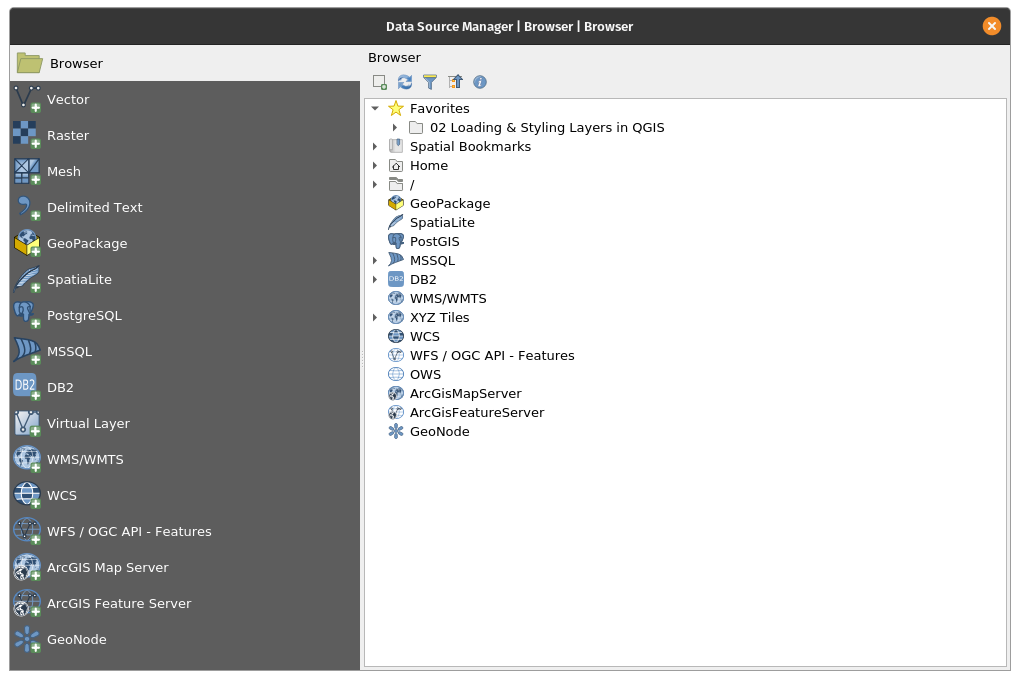 Data Source Manager | Browser | Browser
Browser
Vector
Raster
Mesh
Delimited Text
GeoPackage
SpatiaLite
PostgreSQL
MSSQL
DB2 DB2
Virtual Layer
WMS/WMTS
WCS
WFS / OGC API - Features
ArcGIS Map Server
ArcGIS Feature Server
GeoNode
Browser
Favorites
02 Loading & Styling Layers in QGIS
Spatial Bookmarks
Home
/
GeoPackage
SpatiaLite
PostGIS
MSSQL
DB2 DB2
WMS/WMTS
XYZ Tiles
WCS
WFS / OGC API - Features
OWS
ArcGisMapServer
ArcGisFeatureServer
GeoNode